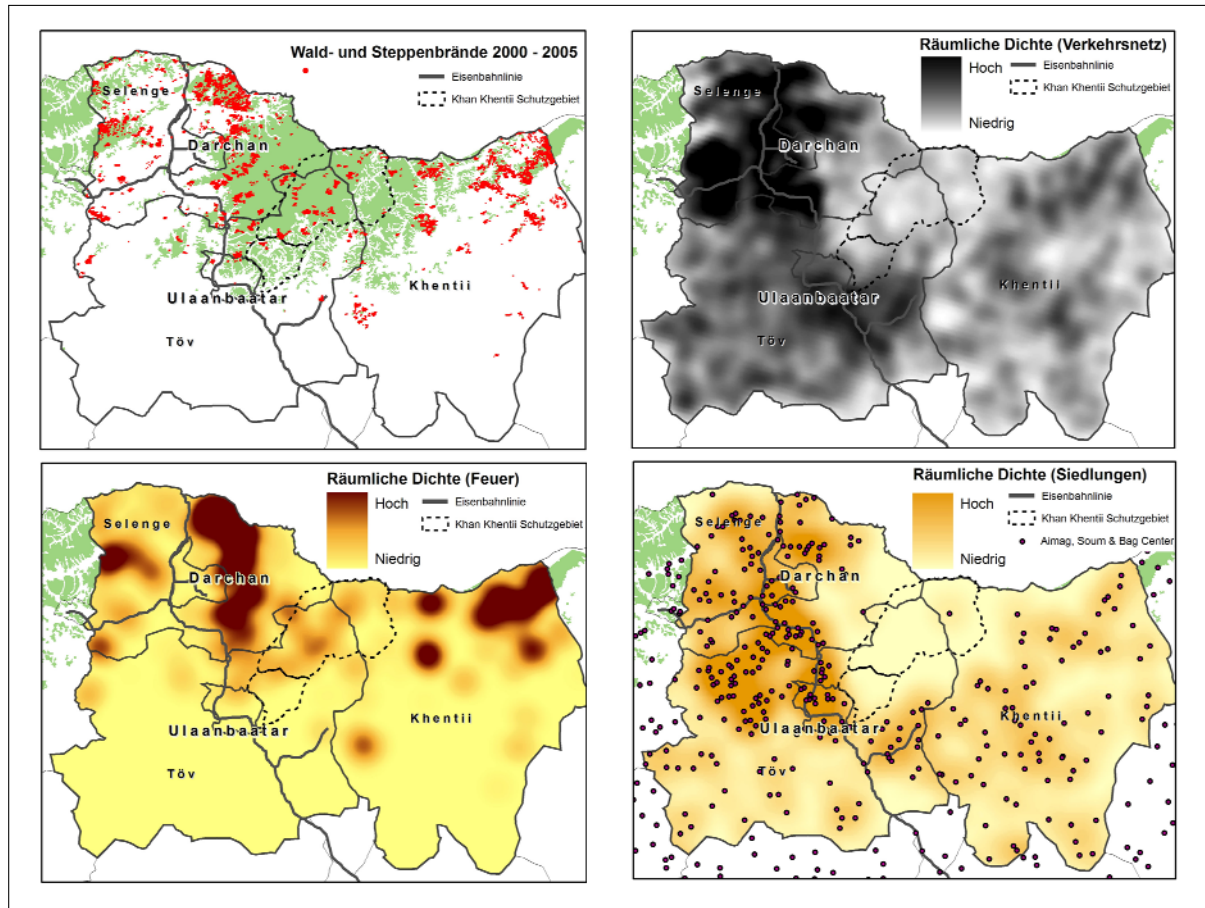 Wald- und Steppenbrände 2000 - 2005
Eisenbahnlinie
Khan Khentii Schutzgebiet
Selenge
Darchan
Ulaanbaatar
Khentii
Töv
Räumliche Dichte (Verkehrsnetz)
Hoch
Niedrig
Eisenbahnlinie
Khan Khentii Schutzgebiet
Selenge
Darchan
Ulaanbaatar
Khentii
Töv
Räumliche Dichte (Feuer)
Hoch
Niedrig
Eisenbahnlinie
Khan Khentii Schutzgebiet
Selenge
Darchan
Ulaanbaatar
Khentii
Töv
Räumliche Dichte (Siedlungen)
Hoch
Niedrig
Eisenbahnlinie
Khan Khentii Schutzgebiet
Aimag, Soum & Bag Center
Selenge
Darchan
Ulaanbaatar
Khentii
Töv